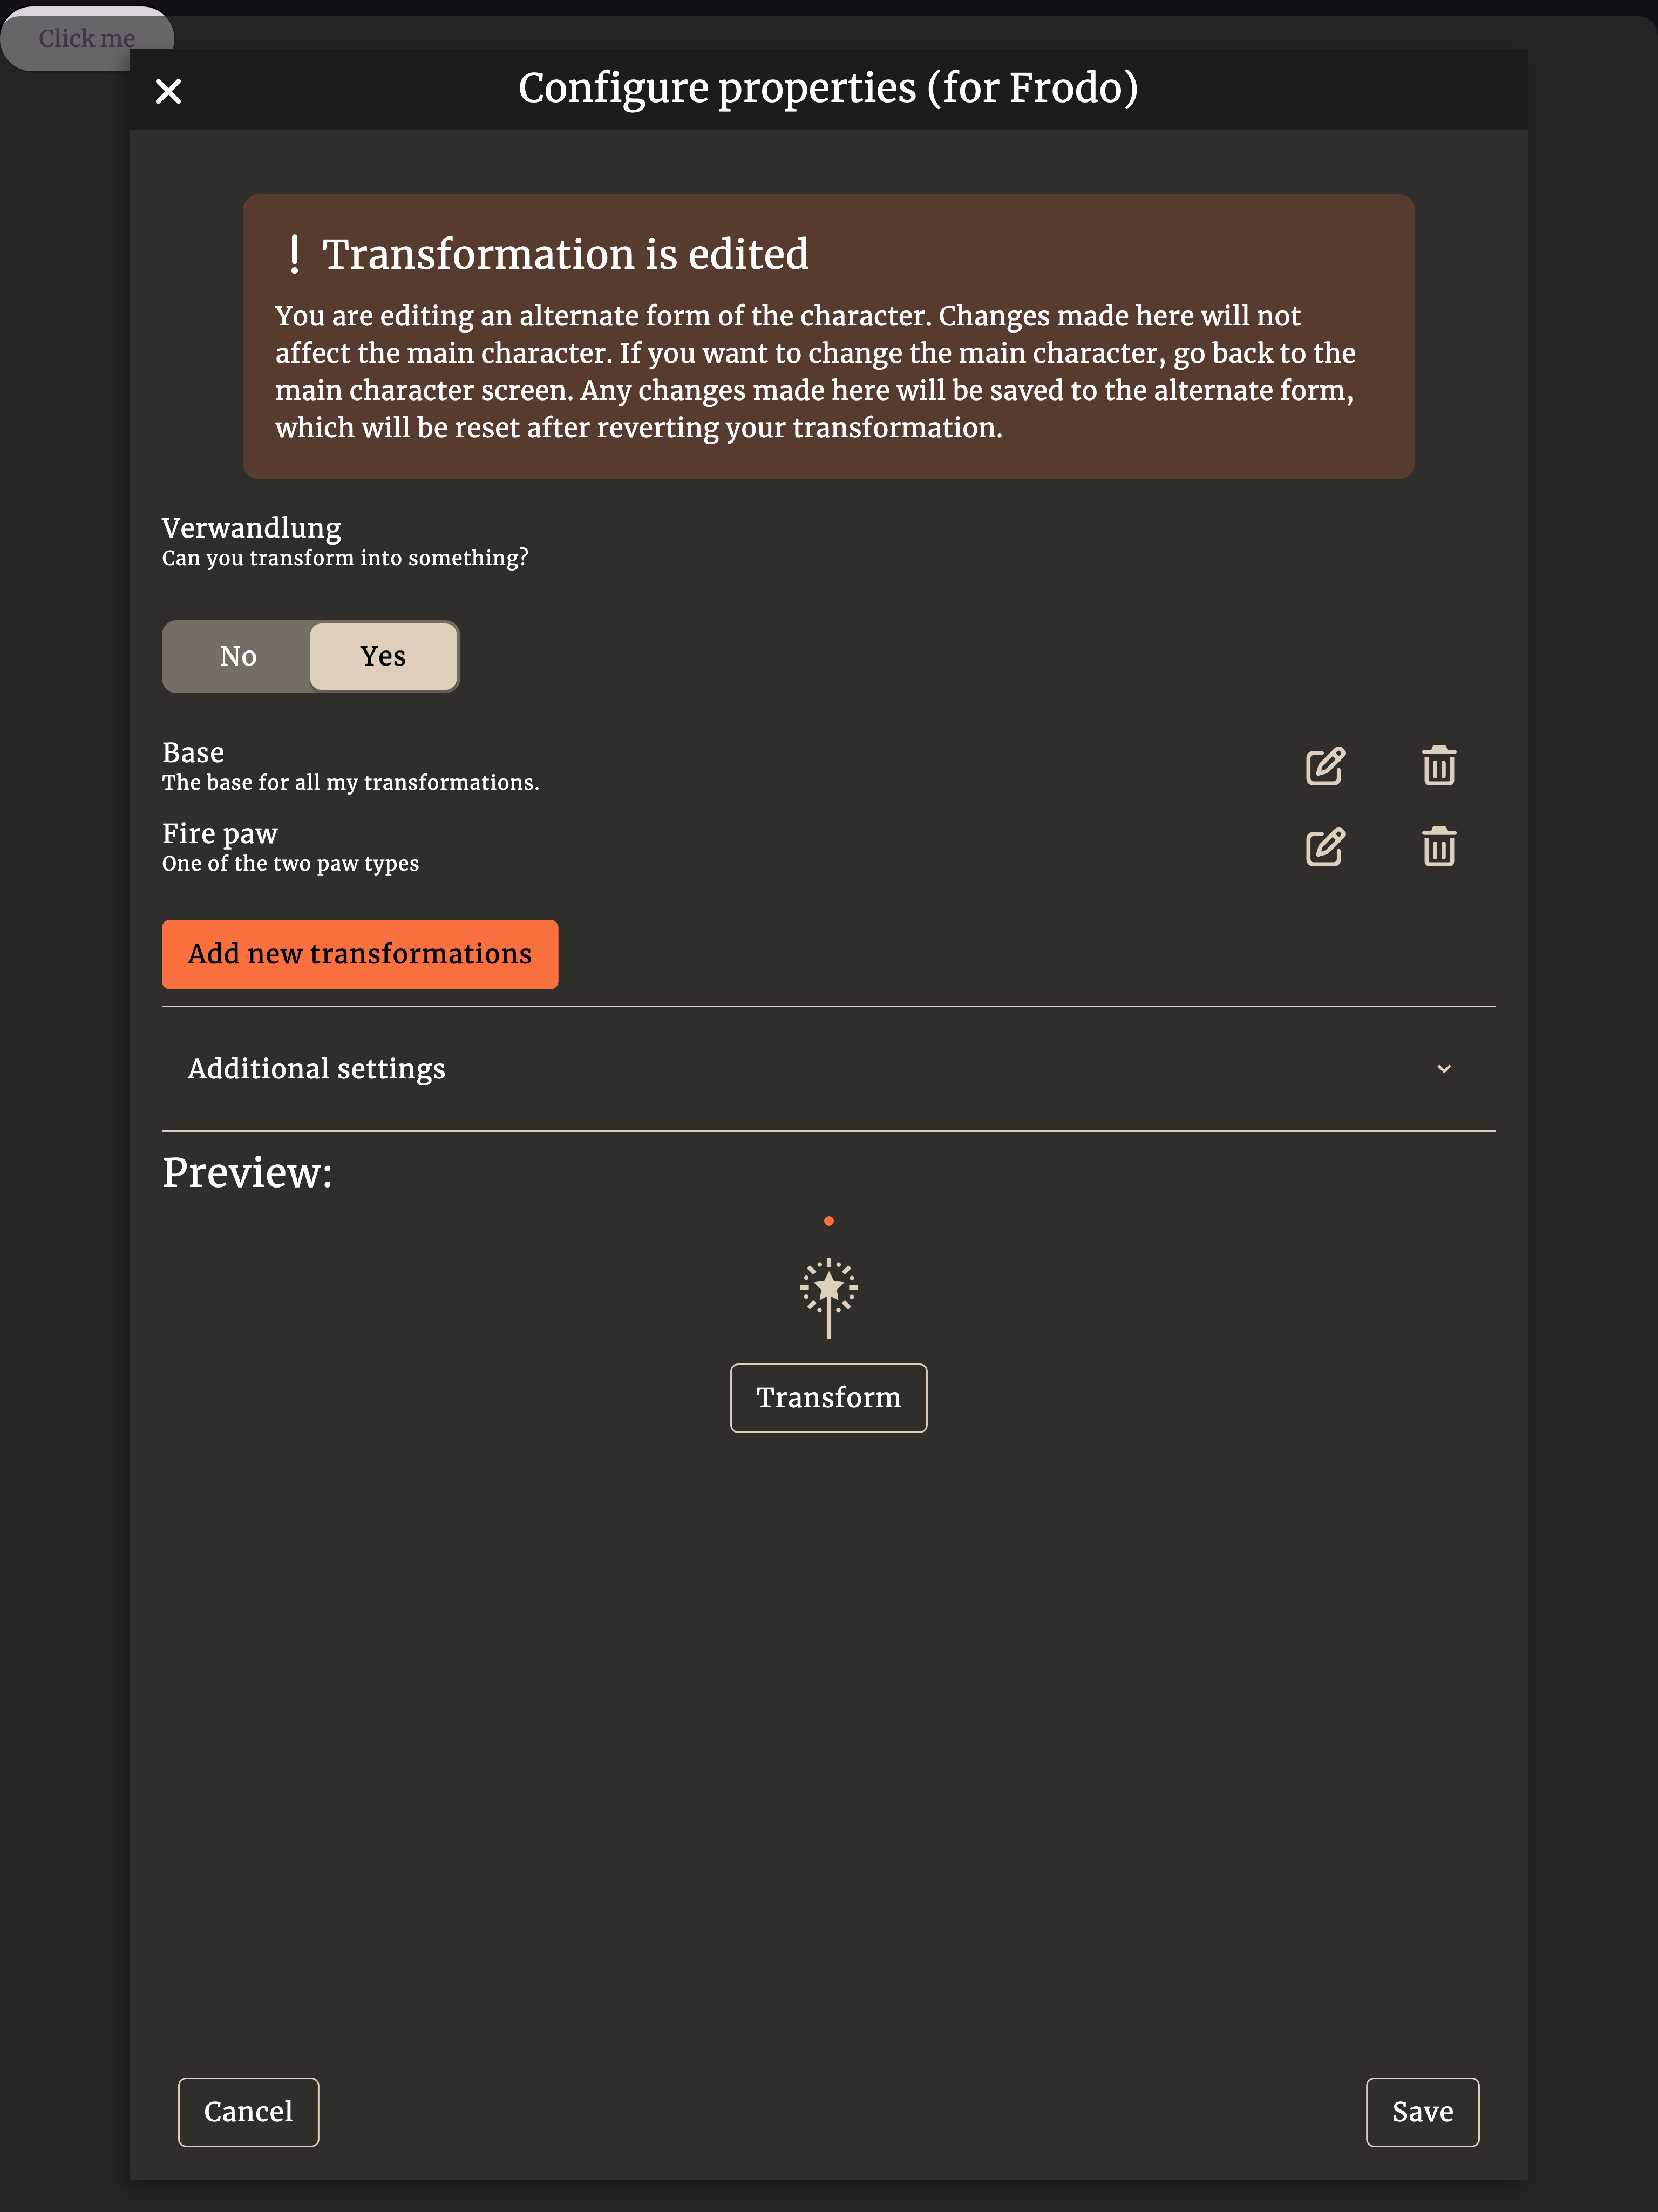 Click me
Configure properties (for Frodo)
! Transformation is edited
You are editing an alternate form of the character. Changes made here will not
affect the main character. If you want to change the main character, go back to the
main character screen. Any changes made here will be saved to the alternate form,
which will be reset after reverting your transformation.
Verwandlung
Can you transform into something?
No Yes
Base
The base for all my transformations.
Fire paw
One of the two paw types
Add new transformations
Additional settings
Preview:
Transform
Cancel Save